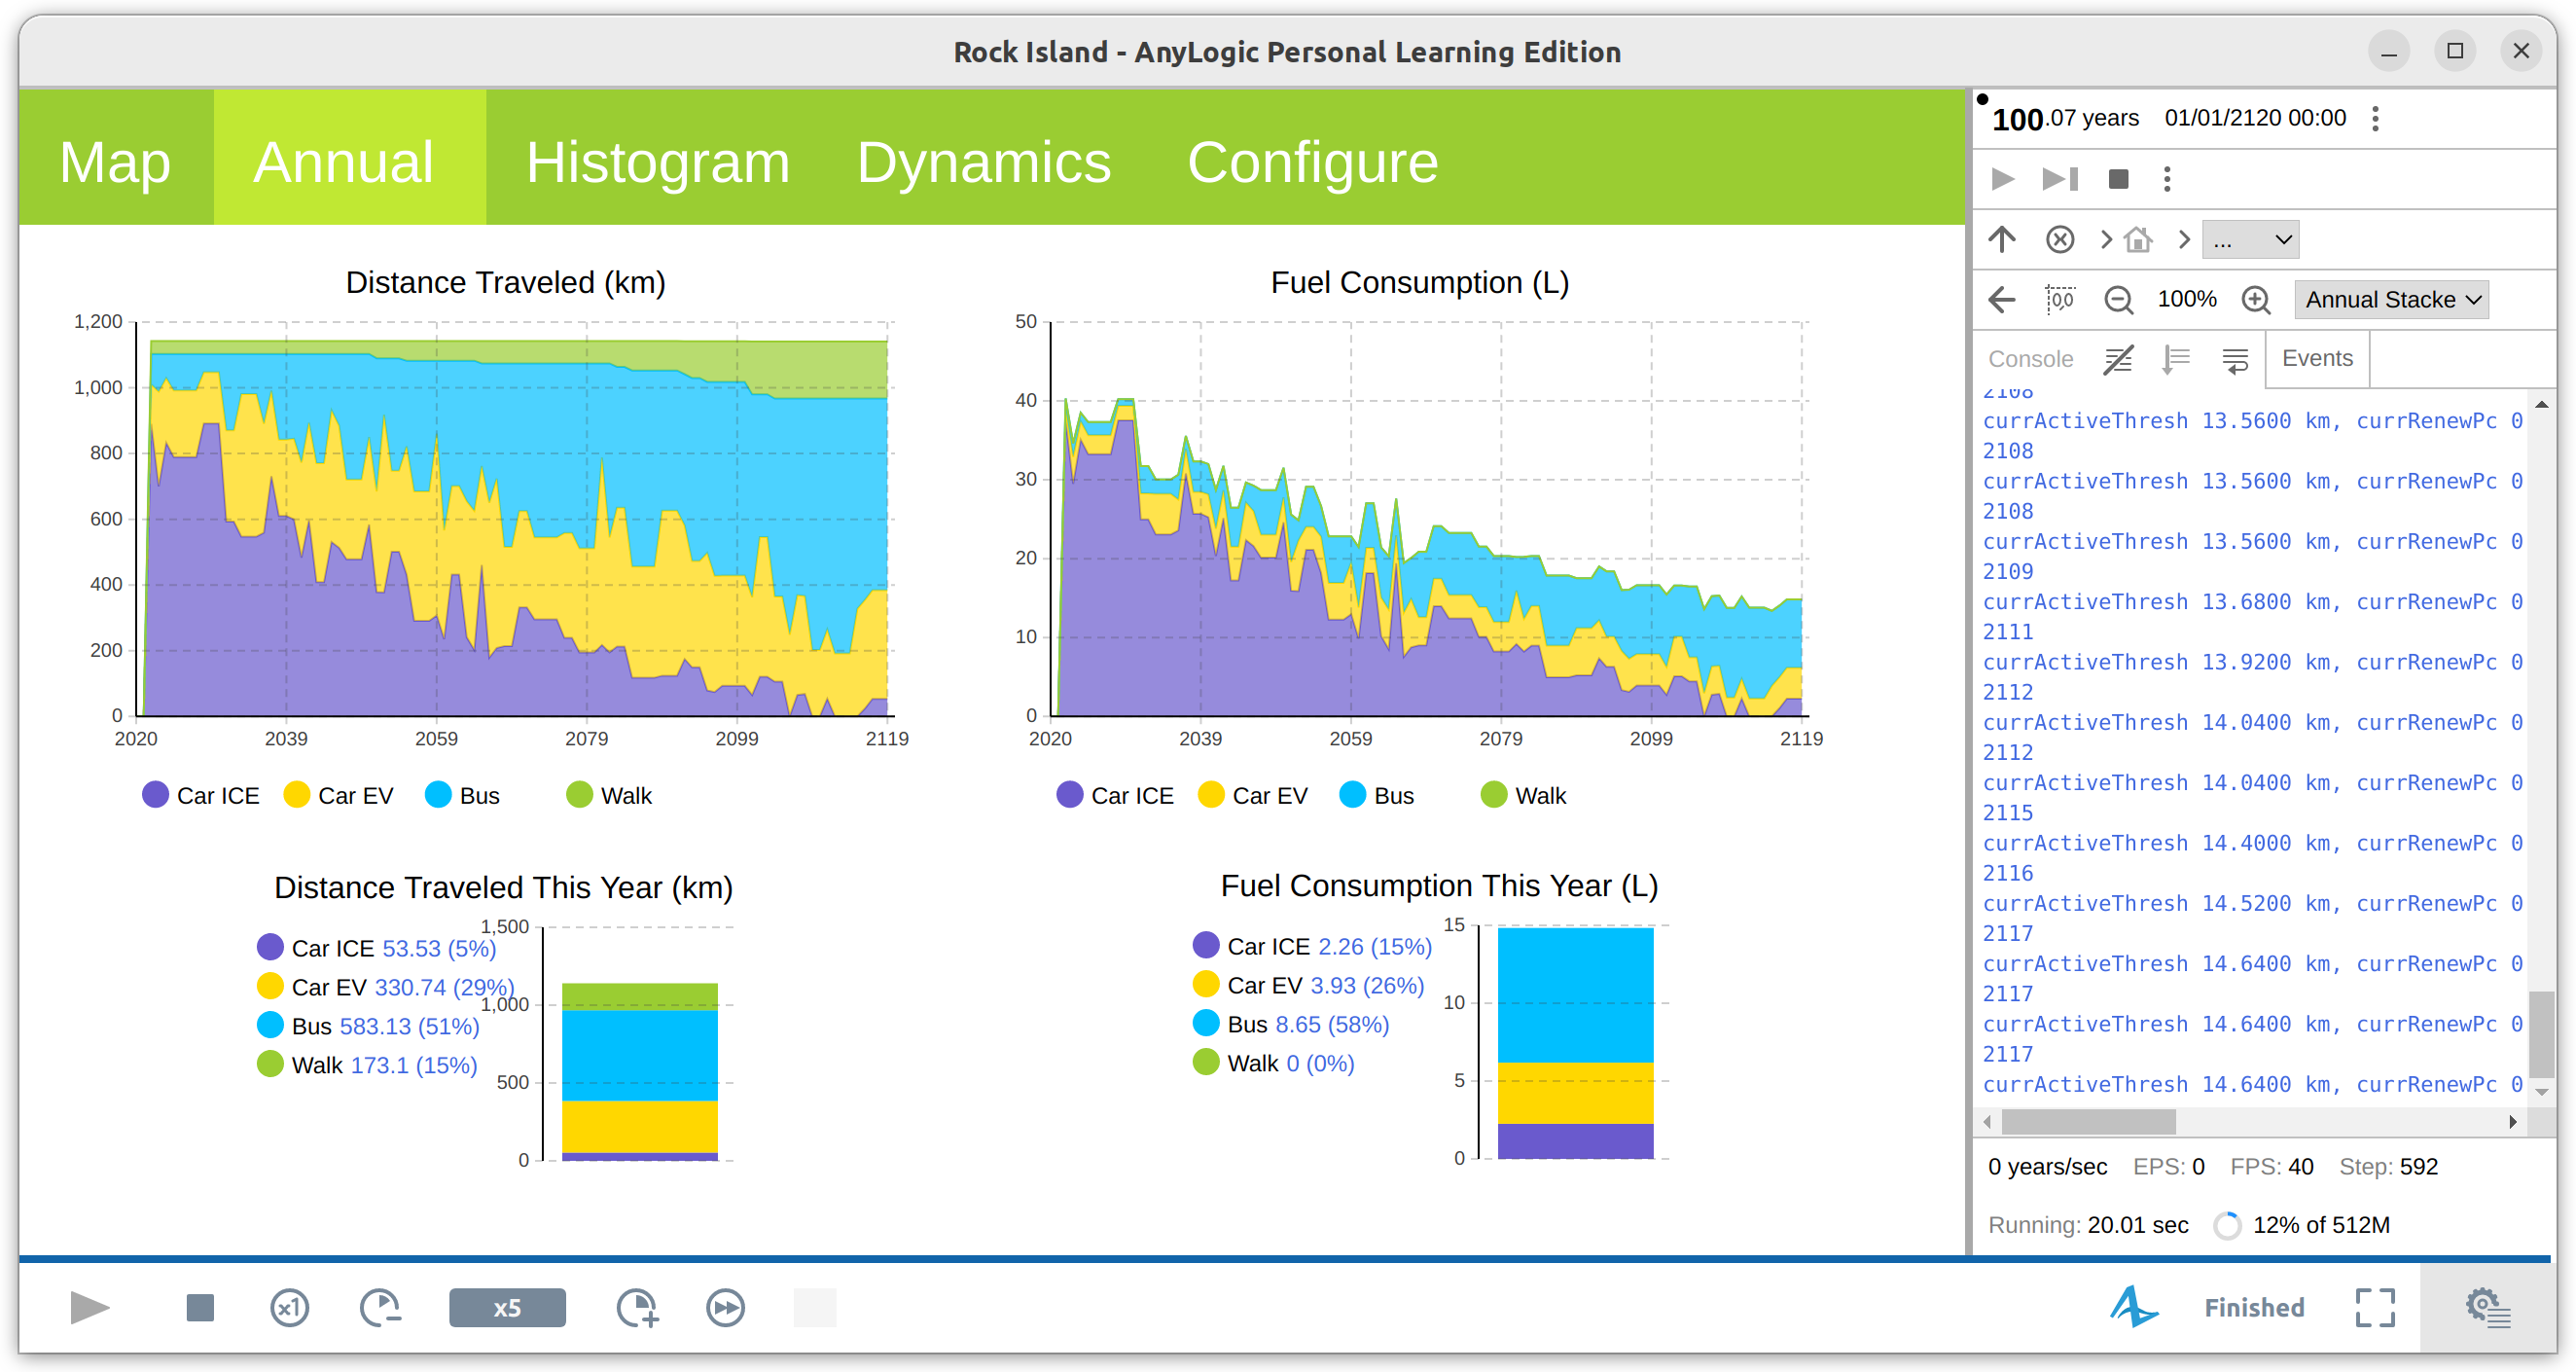 Rock Island - AnyLogic Personal Learning Edition
Map Annual Histogram Dynamics Configure
Distance Traveled (km)
1,200
1,000
800
600
400
200
0
2020 2039 2059 2079 2099 2119
Car ICE Car EV Bus Walk
Fuel Consumption (L)
50
40
30
20
10
0
2020 2039 2059 2079 2099 2119
Car ICE Car EV Bus Walk
Distance Traveled This Year (km)
Car ICE 53.53 (5%)
Car EV 330.74 (29%)
Bus 583.13 (51%)
Walk 173.1 (15%)
1,500
1,000
500
0
Fuel Consumption This Year (L)
Car ICE 2.26 (15%)
Car EV 3.93 (26%)
Bus 8.65 (58%)
Walk 0 (0%)
15
10
5
0
100.07 years 01/01/2120 00:00
...
100% Annual Stacke
Console Events
2108
currActiveThresh 13.5600 km, currRenewPc 0
2108
currActiveThresh 13.5600 km, currRenewPc 0
2108
currActiveThresh 13.5600 km, currRenewPc 0
2109
currActiveThresh 13.6800 km, currRenewPc 0
2111
currActiveThresh 13.9200 km, currRenewPc 0
2112
currActiveThresh 14.0400 km, currRenewPc 0
2112
currActiveThresh 14.0400 km, currRenewPc 0
2115
currActiveThresh 14.4000 km, currRenewPc 0
2116
currActiveThresh 14.5200 km, currRenewPc 0
2117
currActiveThresh 14.6400 km, currRenewPc 0
2117
currActiveThresh 14.6400 km, currRenewPc 0
2117
currActiveThresh 14.6400 km, currRenewPc 0
0 years/sec EPS: 0 FPS: 40 Step: 592
Running: 20.01 sec 12% of 512M
x1 x5 Finished